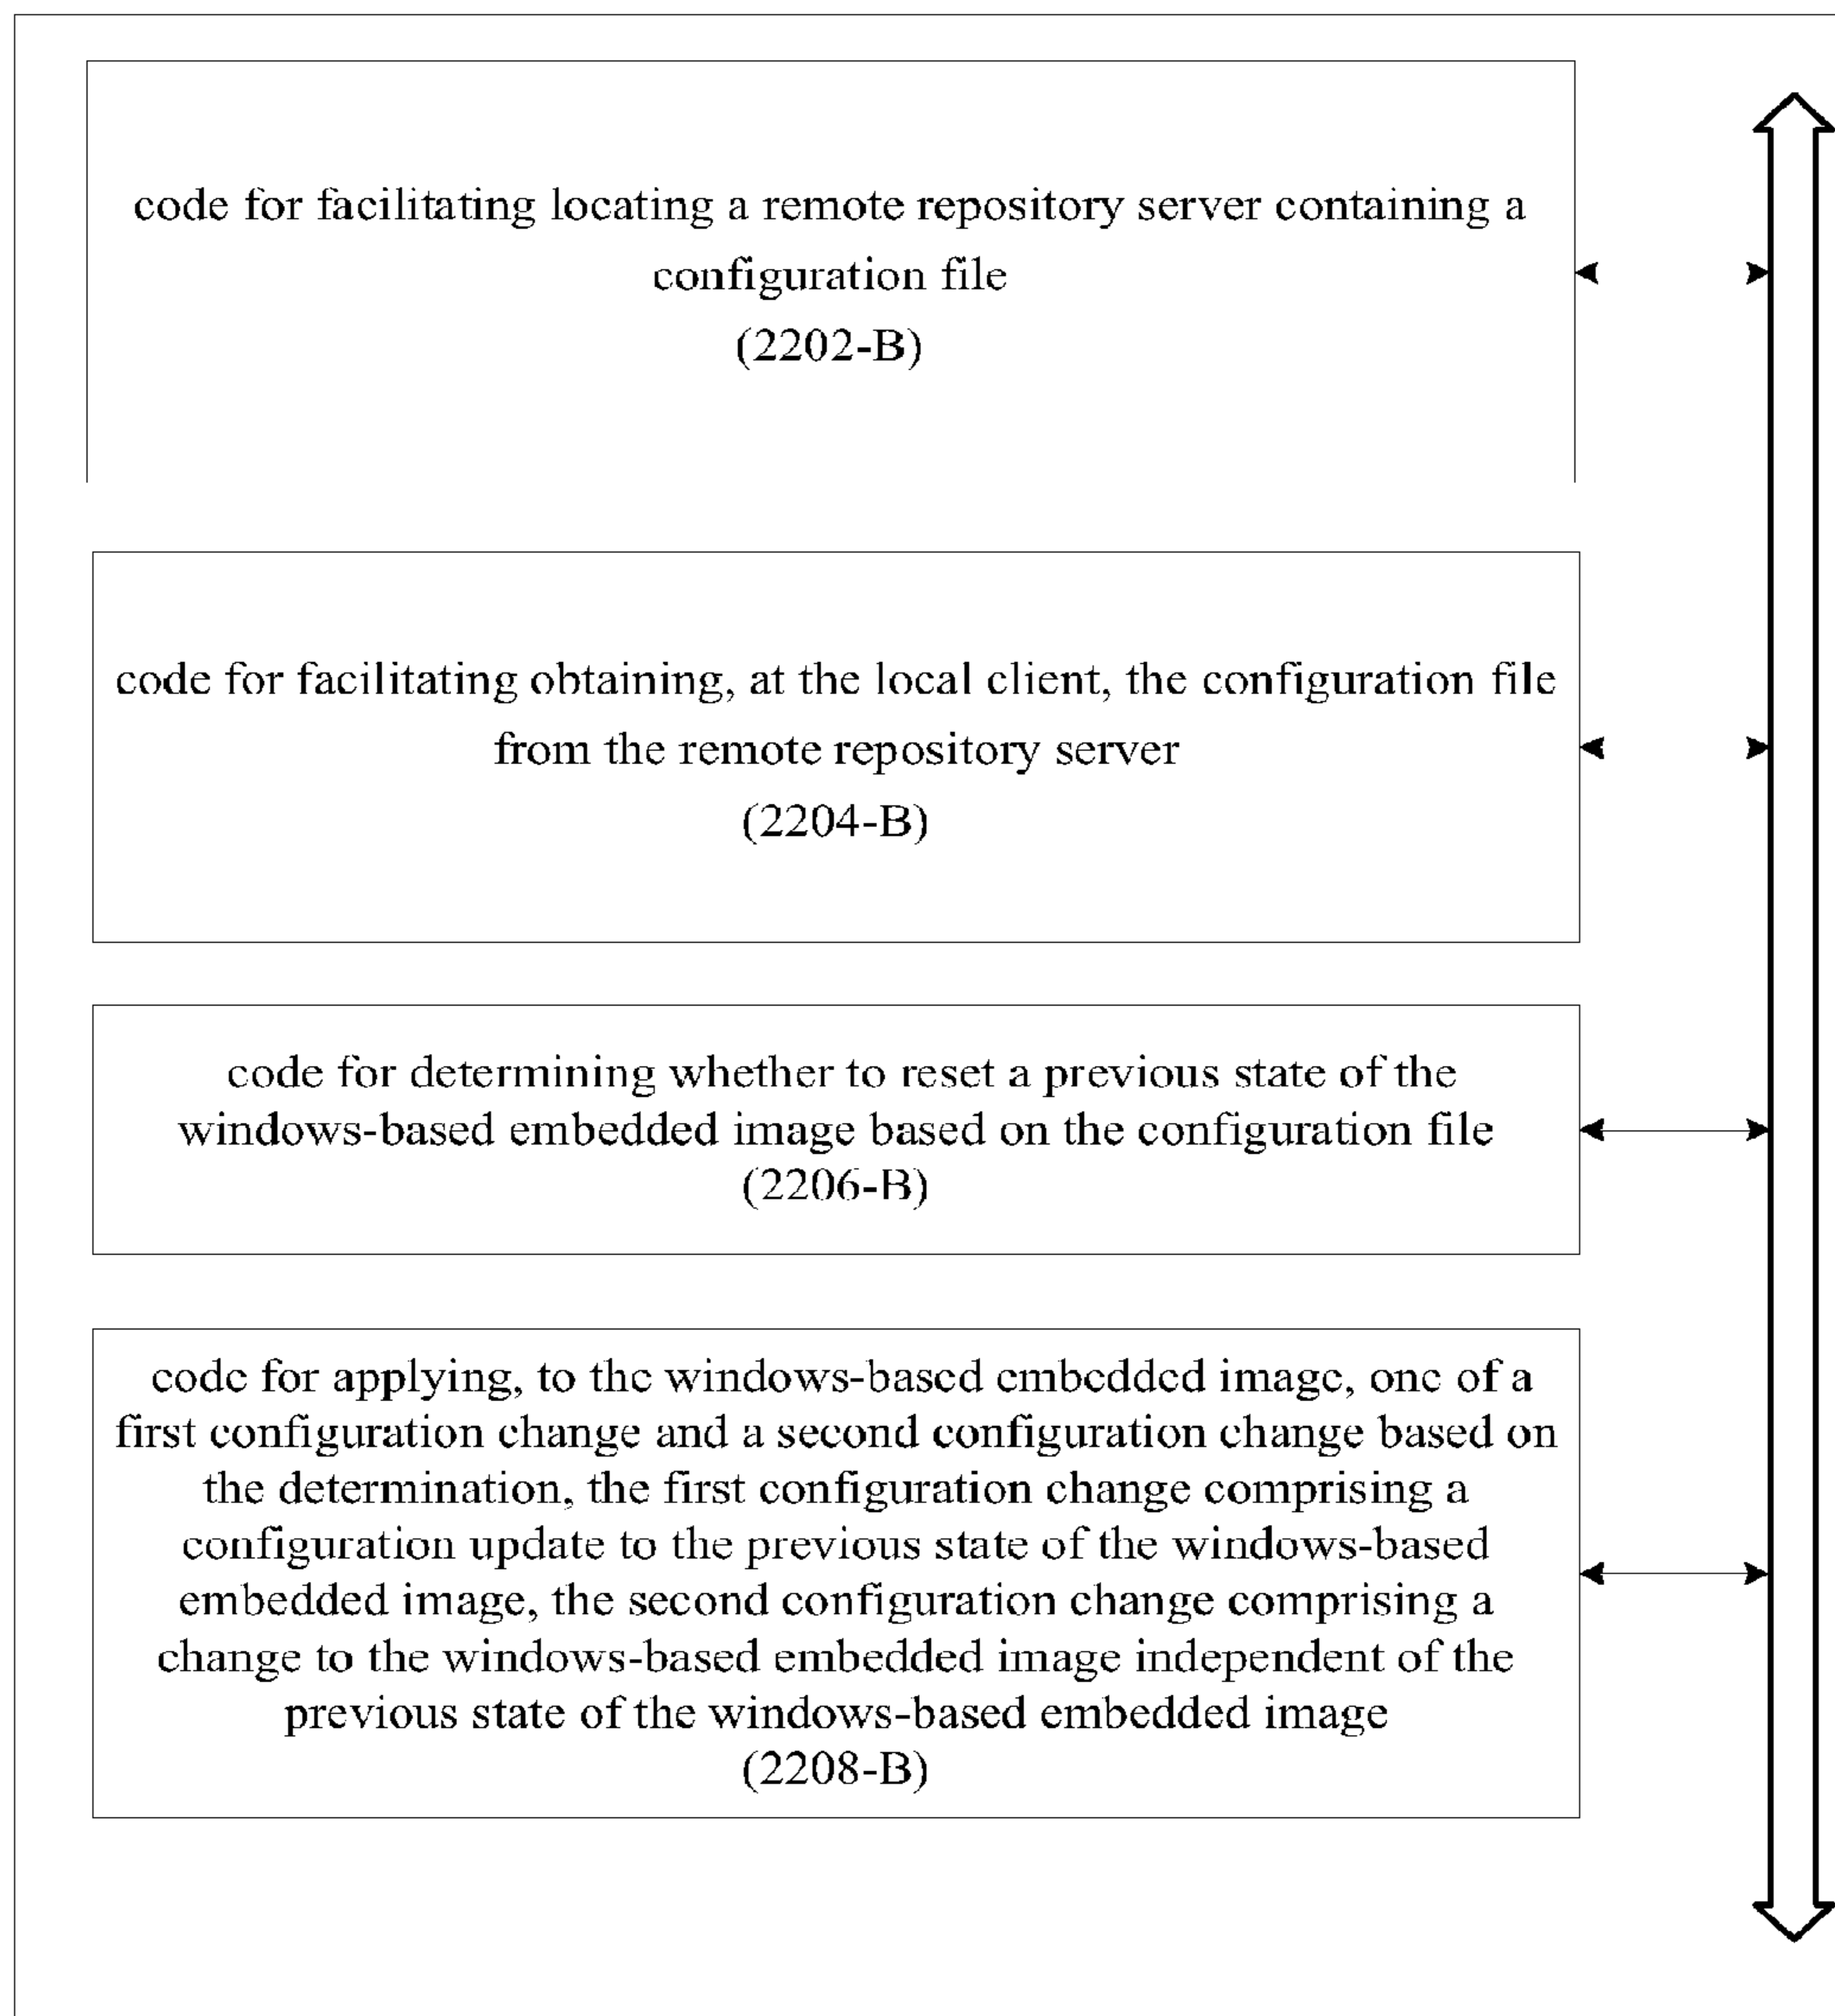 code for facilitating locating a remote repository server containing a
configuration file
(2202-B)
code for facilitating obtaining, at the local client, the configuration file
from the remote repository server
(2204-B)
code for determining whether to reset a previous state of the
windows-based embedded image based on the configuration file
(2206-B)
code for applying, to the windows-based embedded image, one of a
first configuration change and a second configuration change based on
the determination, the first configuration change comprising a
configuration update to the previous state of the windows-based
embedded image, the second configuration change comprising a
change to the windows-based embedded image independent of the
previous state of the windows-based embedded image
(2208-B)